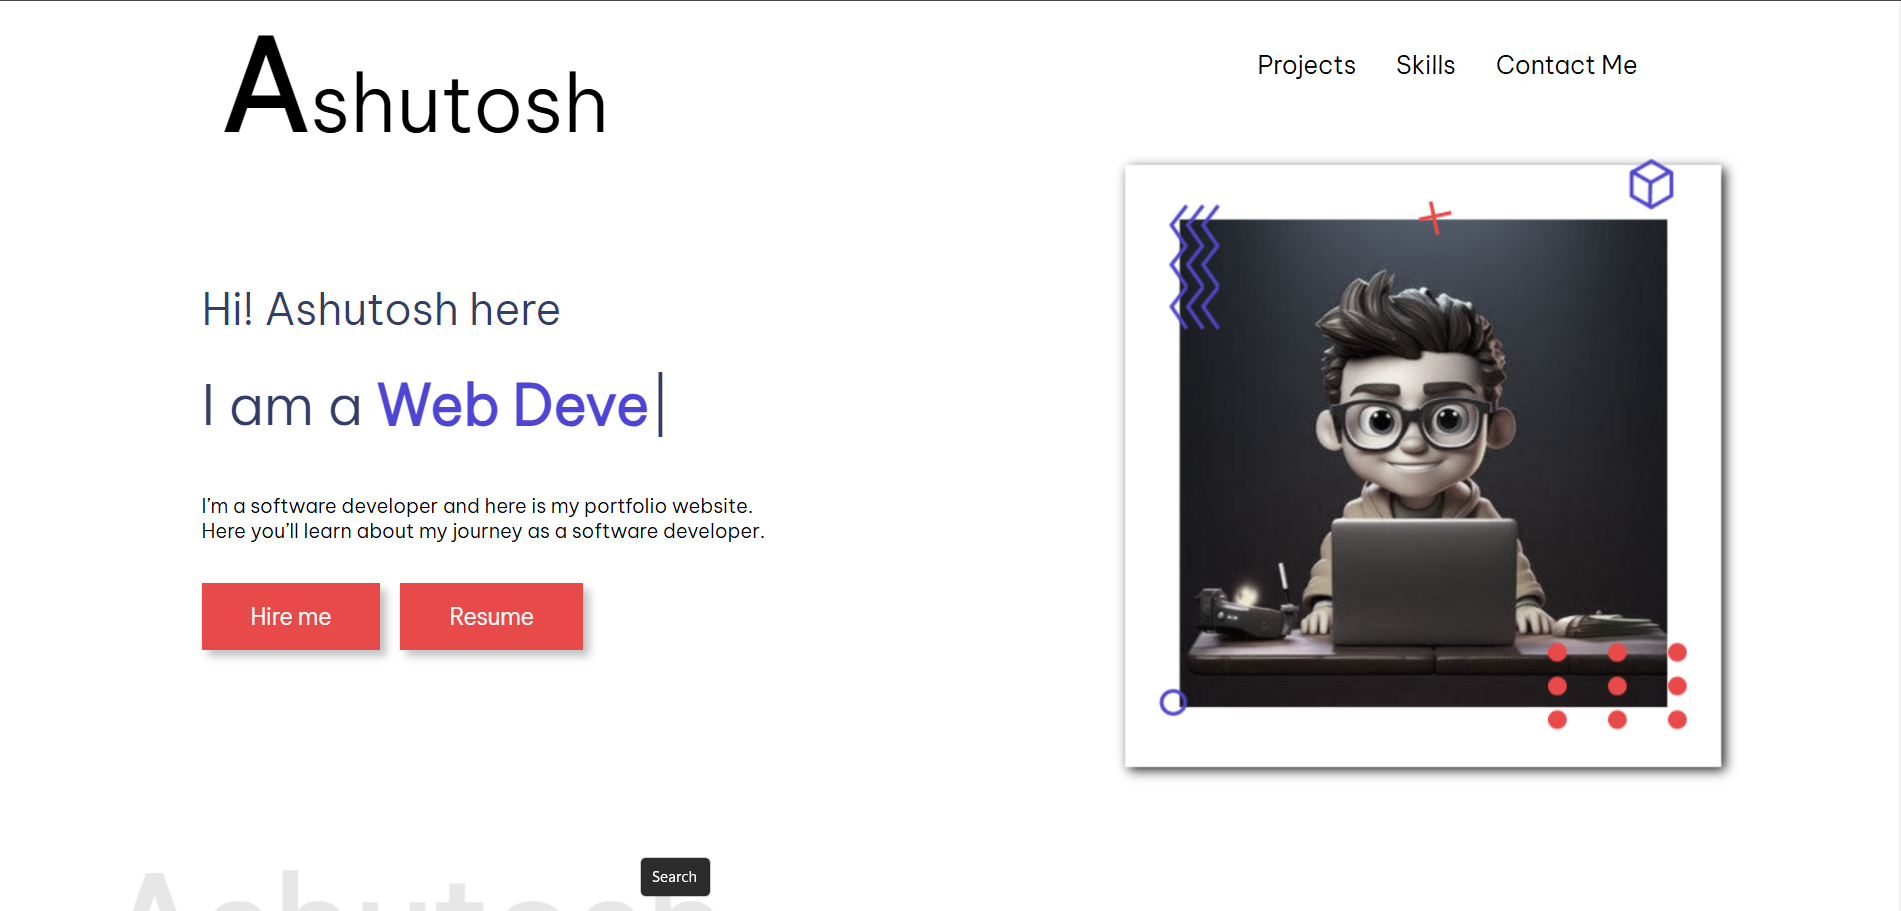 Ashutosh
Projects Skills Contact Me
Hi! Ashutosh here
I am a Web Deve
I'm a software developer and here is my portfolio website.
Here you'll learn about my journey as a software developer.
Hire me Resume
Search
Ashutosh